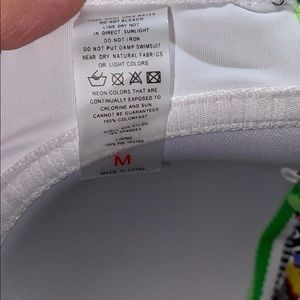 DO NOT BLEACH
LINE DRY NOT
IN DIRECT SUNLIGHT
DO NOT IRON
DO NOT PUT DAMP SWIMSUIT
NEAR DRY NATURAL FABRICS
OR LIGHT COLORS
NEON COLORS THAT ARE
CONTINUALLY EXPOSED TO
CHLORINE AND SUN
CANNOT BE GUARANTEED
100% COLORFAST
NYLON
SPANDEX
LINING:
100% POLYESTER
M
MADE IN CHINA